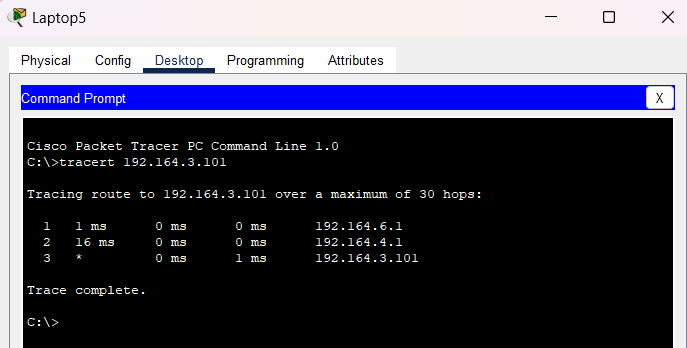 Laptop5
Physical Config Desktop Programming Attributes
Command Prompt X
Cisco Packet Tracer PC Command Line 1.0
C:\>tracert 192.164.3.101
Tracing route to 192.164.3.101 over a maximum of 30 hops:
1 1 ms 0 ms 0 ms 192.164.6.1
2 16 ms 0 ms 0 ms 192.164.4.1
3 * 0 ms 1 ms 192.164.3.101
Trace complete.
C:\>